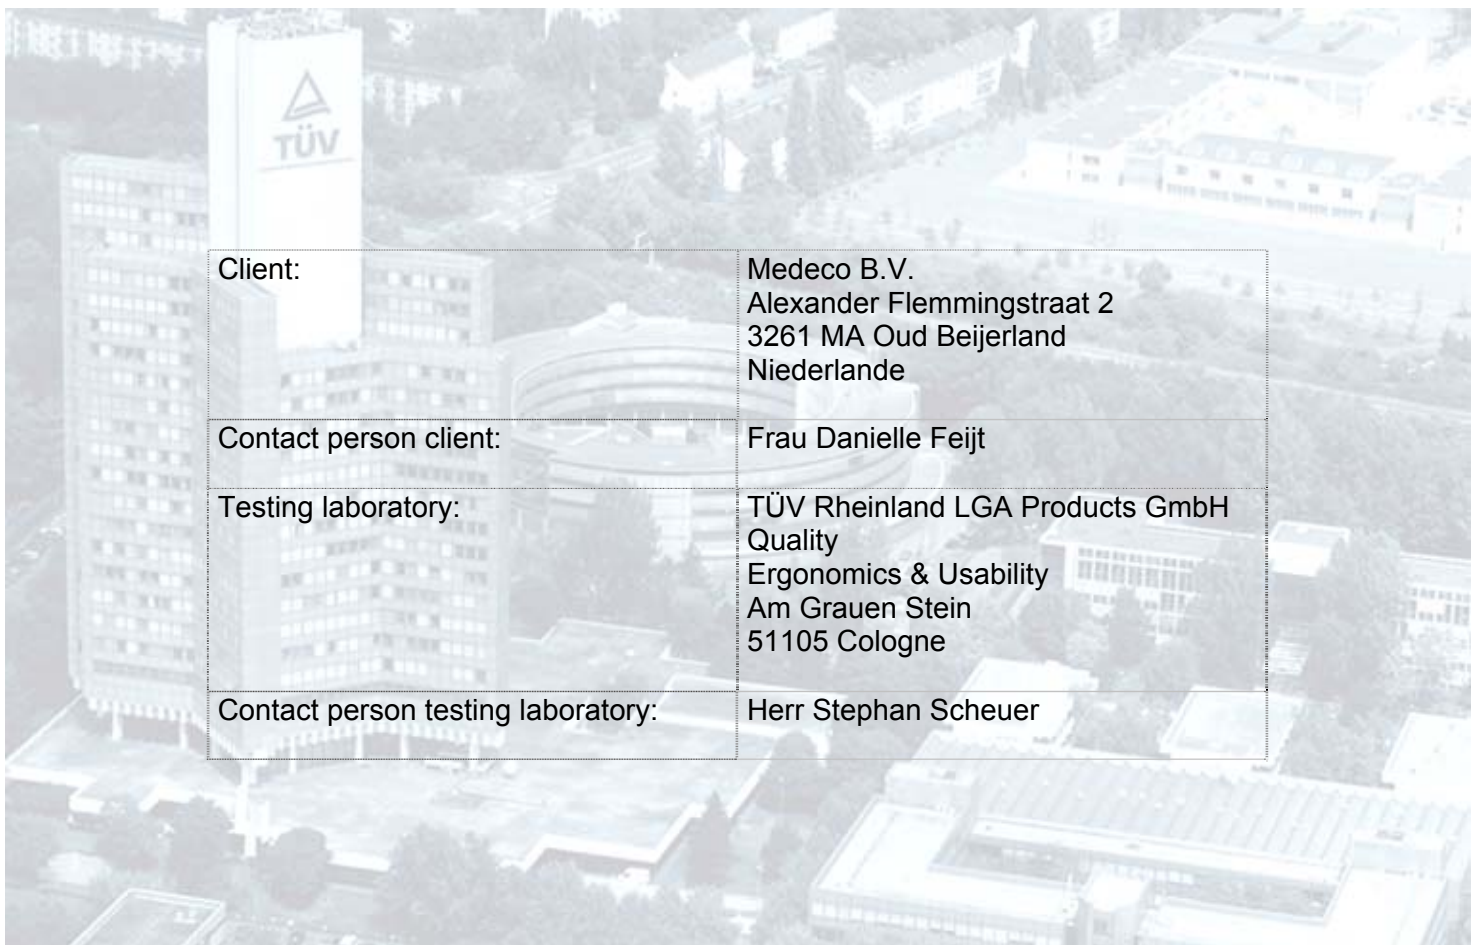 TÜV
Client:
Medeco B.V.
Alexander Flemmingstraat 2
3261 MA Oud Beijerland
Niederlande
Contact person client:
Frau Danielle Feijt
Testing laboratory:
TÜV Rheinland LGA Products GmbH
Quality
Ergonomics & Usability
Am Grauen Stein
51105 Cologne
Contact person testing laboratory:
Herr Stephan Scheuer